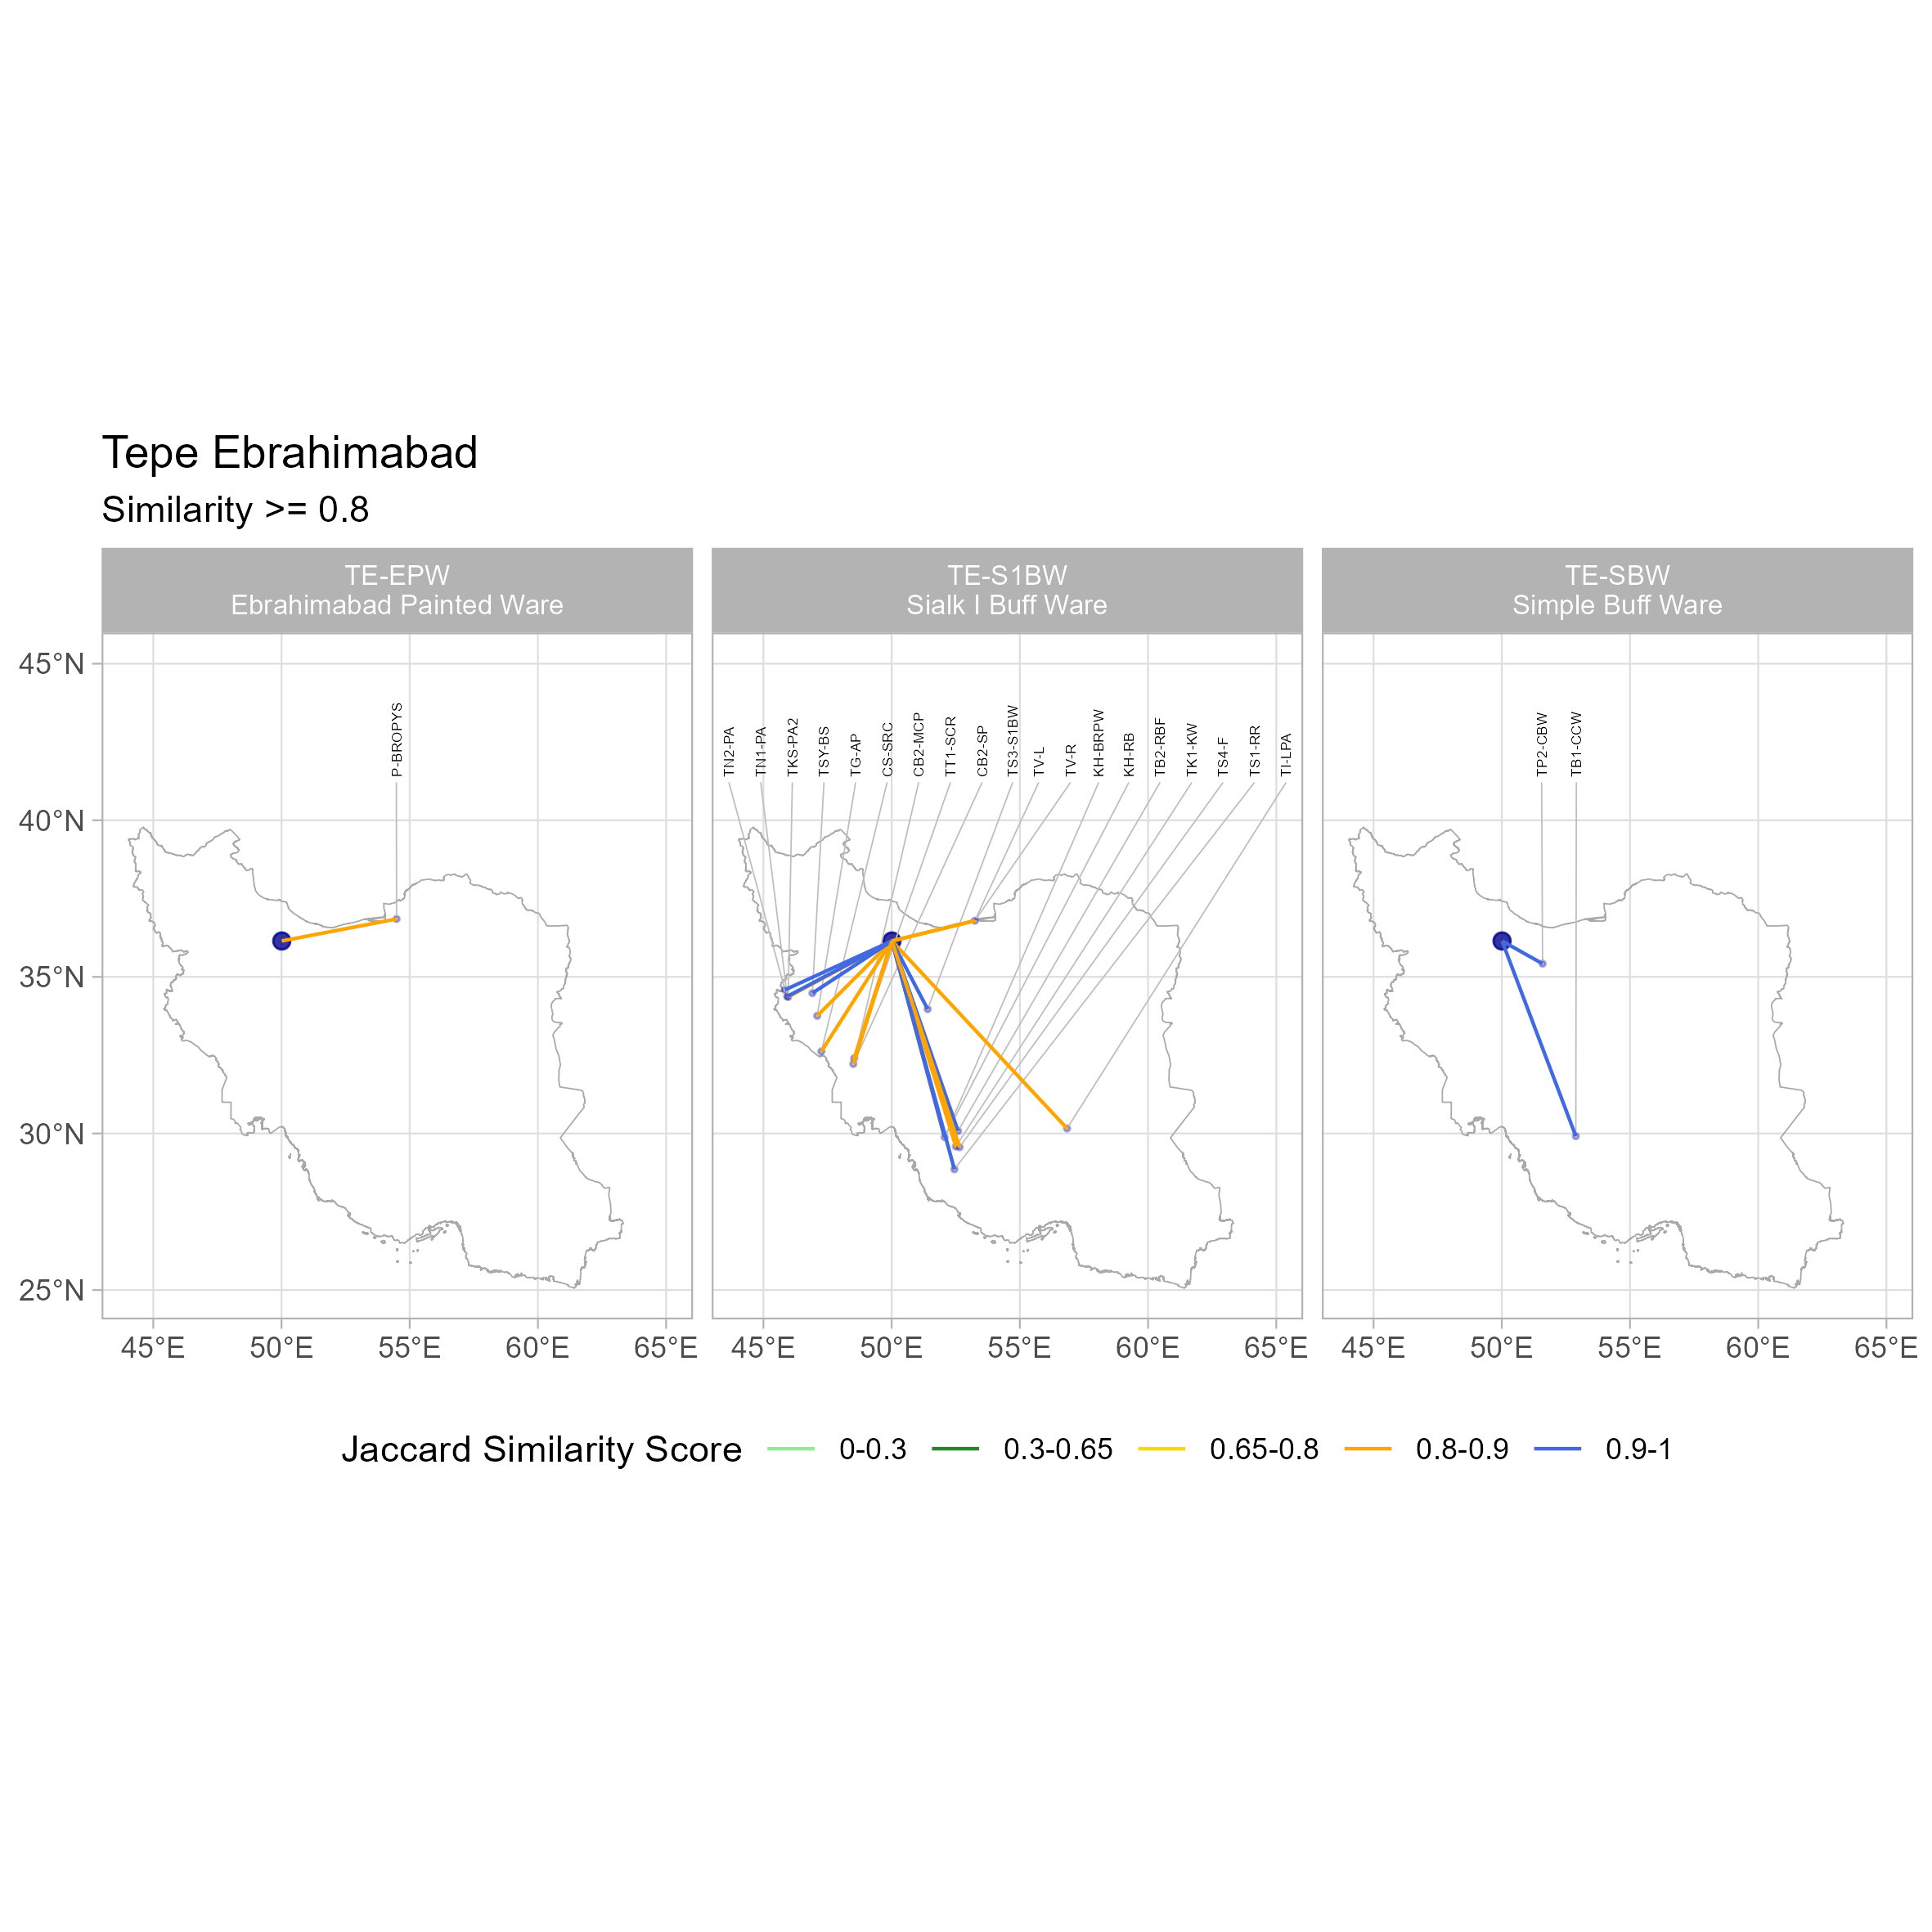 Tepe Ebrahimabad
Similarity >= 0.8
TE-EPW
Ebrahimabad Painted Ware
TE-S1BW
Sialk I Buff Ware
TE-SBW
Simple Buff Ware
45°N
40°N
35°N
30°N
25°N
P-BROPYS
TN2-PA
TN1-PA
TKS-PA2
TSY-BS
TG-AP
CS-SRC
CB2-MCP
TT1-SCR
CB2-SP
TS3-S1BW
TV-L
TV-R
KH-BRPW
KH-RB
TB2-RBF
TK1-KW
TS4-F
TS1-RR
TI-LPA
TP2-CBW
TB1-CCW
45°E 50°E 55°E 60°E 65°E 45°E 50°E 55°E 60°E 65°E 45°E 50°E 55°E 60°E 65°E
Jaccard Similarity Score 0-0.3 0.3-0.65 0.65-0.8 0.8-0.9 0.9-1